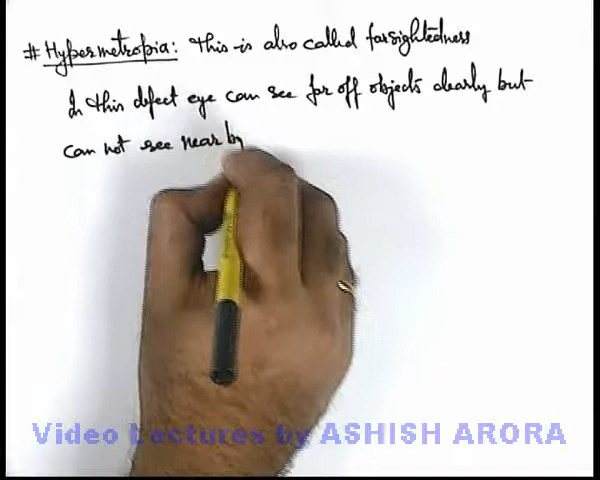 # Hypermetropia: This is also called farsightedness
In this defect eye can see far off objects clearly but
can not see near by
Video Lectures by ASHISH ARORA